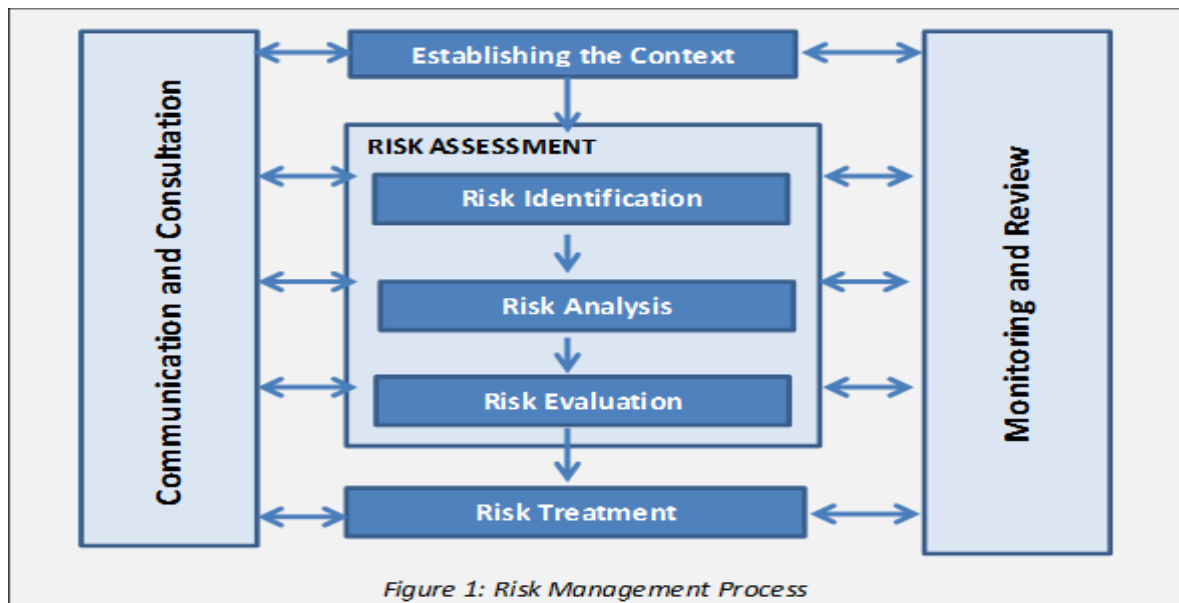 Establishing the Context
Communication and Consultation
RISK ASSESSMENT
Risk Identification
Risk Analysis
Risk Evaluation
Monitoring and Review
Risk Treatment
Figure 1: Risk Management Process